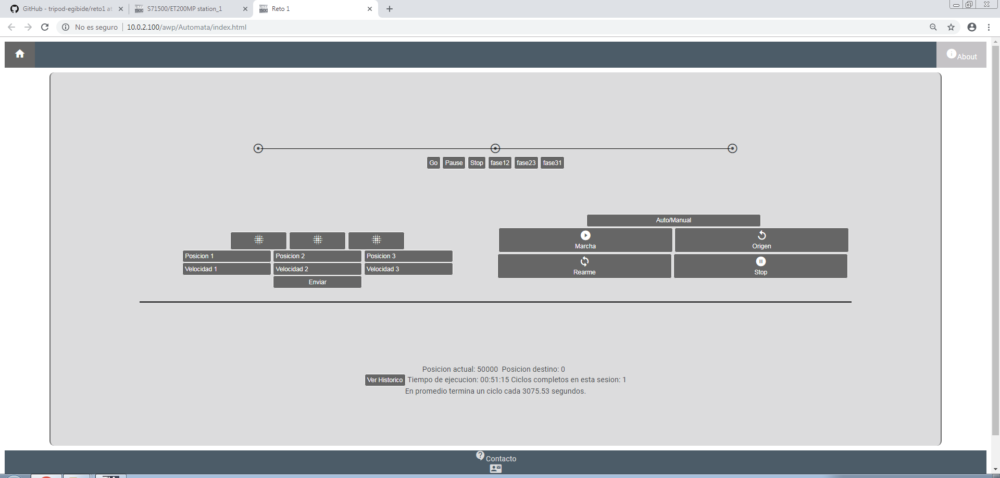 GitHub - tripod-egibide/reto1 at
S71500/ET200MP station_1
Reto 1
No es seguro
10.0.2.100/awp/Automata/index.html
About
Go Pause Stop fase12 fase23 fase31
Auto/Manual
Marcha Origen
Posicion 1 Posicion 2 Posicion 3
Velocidad 1 Velocidad 2 Velocidad 3
Rearme Stop
Enviar
Posicion actual: 50000 Posicion destino: 0
Ver Historico Tiempo de ejecucion: 00:51:15 Ciclos completos en esta sesion: 1
En promedio termina un ciclo cada 3075.53 segundos.
Contacto